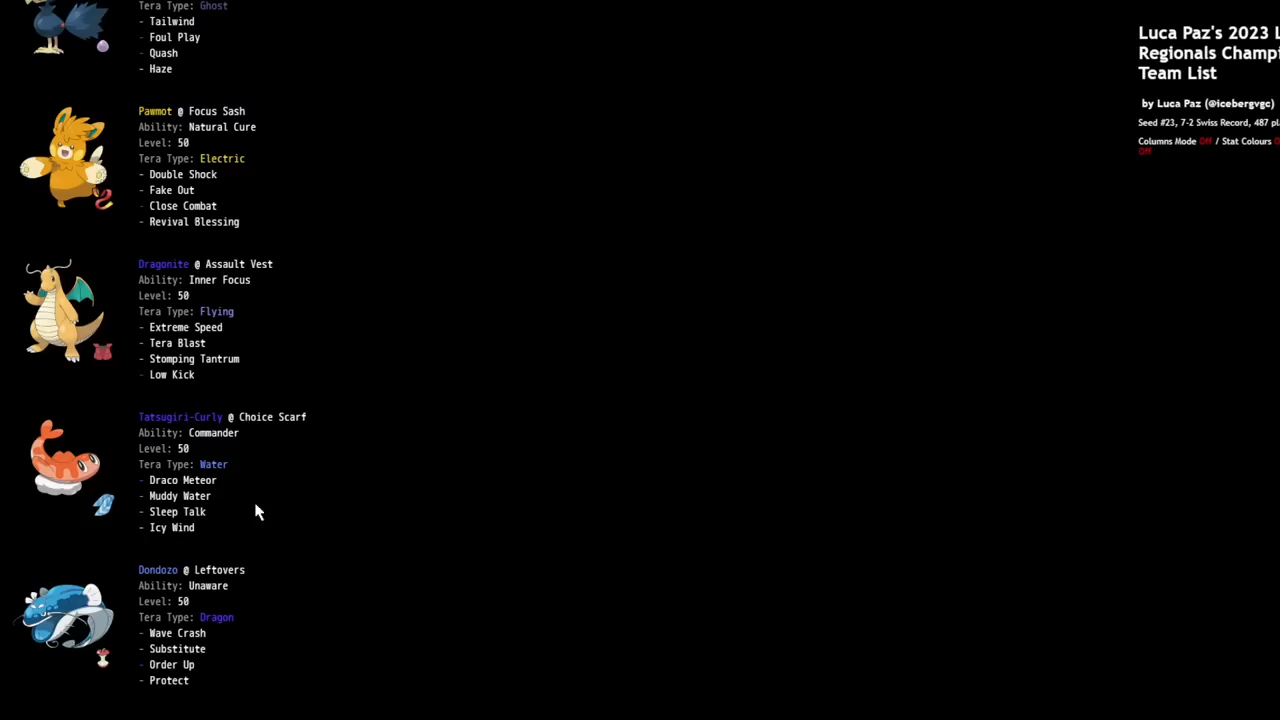 Tera Type: Ghost
- Tailwind
- Foul Play
- Quash
- Haze
Pawmot @ Focus Sash
Ability: Natural Cure
Level: 50
Tera Type: Electric
- Double Shock
- Fake Out
- Close Combat
- Revival Blessing
Dragonite @ Assault Vest
Ability: Inner Focus
Level: 50
Tera Type: Flying
- Extreme Speed
- Tera Blast
- Stomping Tantrum
- Low Kick
Tatsugiri-Curly @ Choice Scarf
Ability: Commander
Level: 50
Tera Type: Water
- Draco Meteor
- Muddy Water
- Sleep Talk
- Icy Wind
Dondozo @ Leftovers
Ability: Unaware
Level: 50
Tera Type: Dragon
- Wave Crash
- Substitute
- Order Up
- Protect
Luca Paz's 2023 L
Regionals Champi
Team List
by Luca Paz (@icebergvgc)
Seed #23, 7-2 Swiss Record, 487 pl
Columns Mode Off / Stat Colours
Off